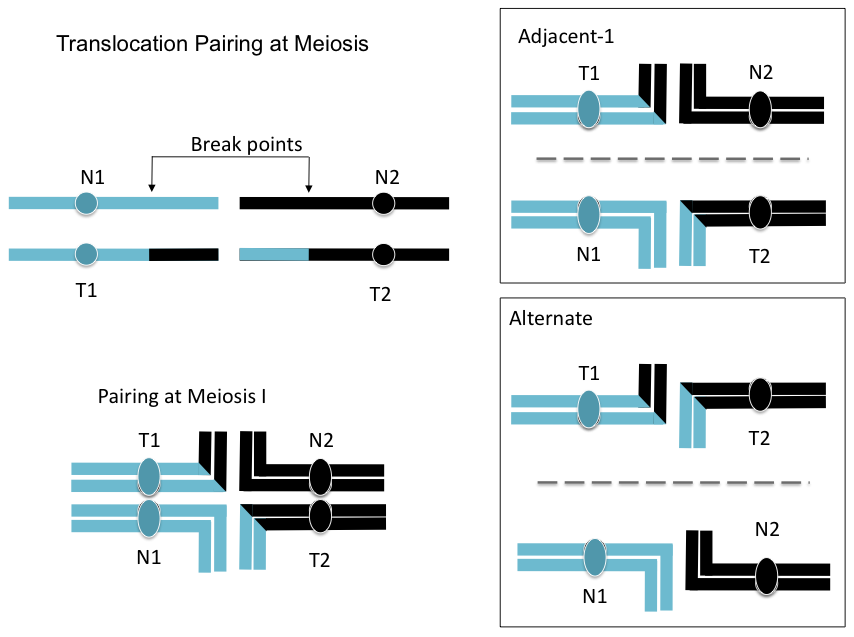 Translocation Pairing at Meiosis
Break points
N1
N2
T1
T2
Pairing at Meiosis I
T1
N2
N1
T2
Adjacent-1
T1
N2
N1
T2
Alternate
T1
T2
N2
N1